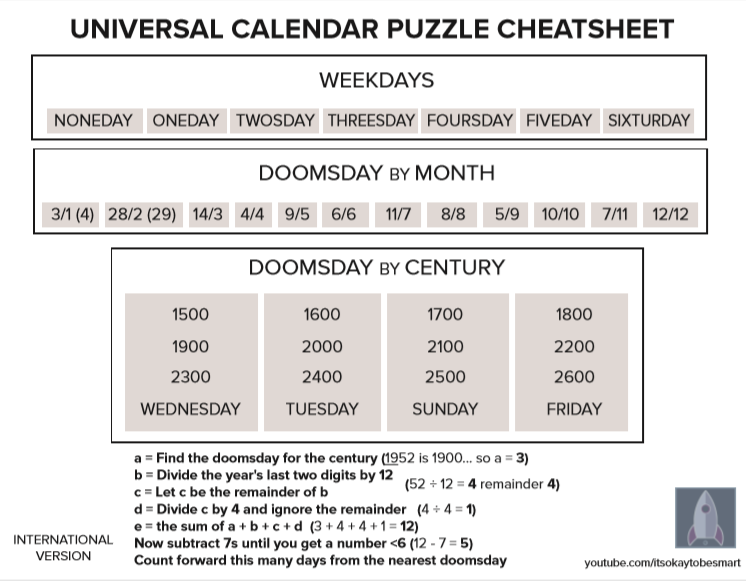 UNIVERSAL CALENDAR PUZZLE CHEATSHEET
WEEKDAYS
NONEDAY ONEDAY TWOSDAY THREESDAY FOURSDAY FIVEDAY SIXTURDAY
DOOMSDAY BY MONTH
3/1 (4) 28/2 (29) 14/3 4/4 9/5 6/6 11/7 8/8 5/9 10/10 7/11 12/12
DOOMSDAY BY CENTURY
1500 1600 1700 1800
1900 2000 2100 2200
2300 2400 2500 2600
WEDNESDAY TUESDAY SUNDAY FRIDAY
a = Find the doomsday for the century (1952 is 1900... so a = 3)
b = Divide the year's last two digits by 12
(52 ÷ 12 = 4 remainder 4)
c = Let c be the remainder of b
d = Divide c by 4 and ignore the remainder (4 ÷ 4 = 1)
e = the sum of a + b + c + d (3 + 4 + 4 + 1 = 12)
Now subtract 7s until you get a number <6 (12 - 7 = 5)
Count forward this many days from the nearest doomsday
INTERNATIONAL
VERSION
youtube.com/itsokaytobesmart